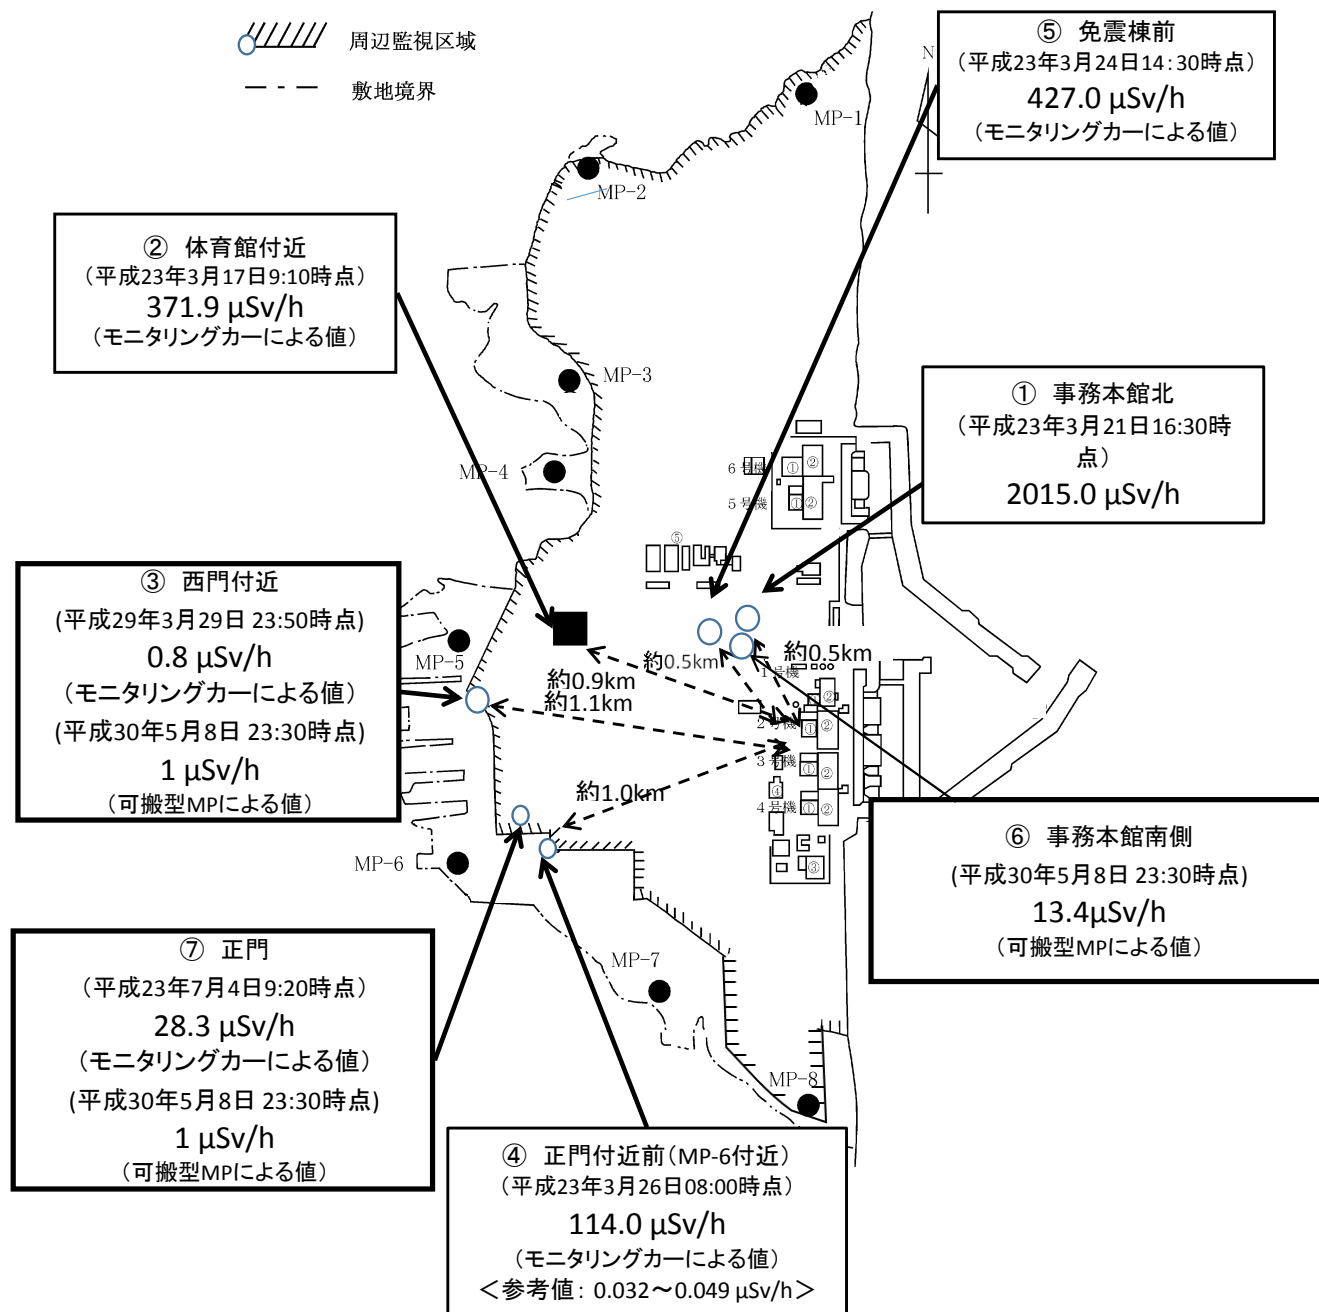 周辺監視区域
敷地境界
⑤ 免震棟前
（平成23年3月24日14:30時点）
427.0 μSv/h
（モニタリングカーによる値）
N
MP-1
MP-2
② 体育館付近
（平成23年3月17日9:10時点）
371.9 μSv/h
（モニタリングカーによる値）
MP-3
① 事務本館北
（平成23年3月21日16:30時
点）
2015.0 μSv/h
MP-4
6号機
① ②
5号機
① ②
⑤
③ 西門付近
(平成29年3月29日 23:50時点)
0.8 μSv/h
（モニタリングカーによる値）
(平成30年5月8日 23:30時点)
1 μSv/h
（可搬型MPによる値）
MP-5
約0.9km
約1.1km
約0.5km
約0.5km
1号機
②
2号機
① ②
3号機
① ②
④
4号機
① ②
③
約1.0km
MP-6
⑥ 事務本館南側
(平成30年5月8日 23:30時点)
13.4μSv/h
（可搬型MPによる値）
⑦ 正門
（平成23年7月4日9:20時点）
28.3 μSv/h
（モニタリングカーによる値）
(平成30年5月8日 23:30時点)
1 μSv/h
（可搬型MPによる値）
MP-7
MP-8
④ 正門付近前（MP-6付近）
（平成23年3月26日08:00時点）
114.0 μSv/h
（モニタリングカーによる値）
＜参考値: 0.032～0.049 μSv/h＞